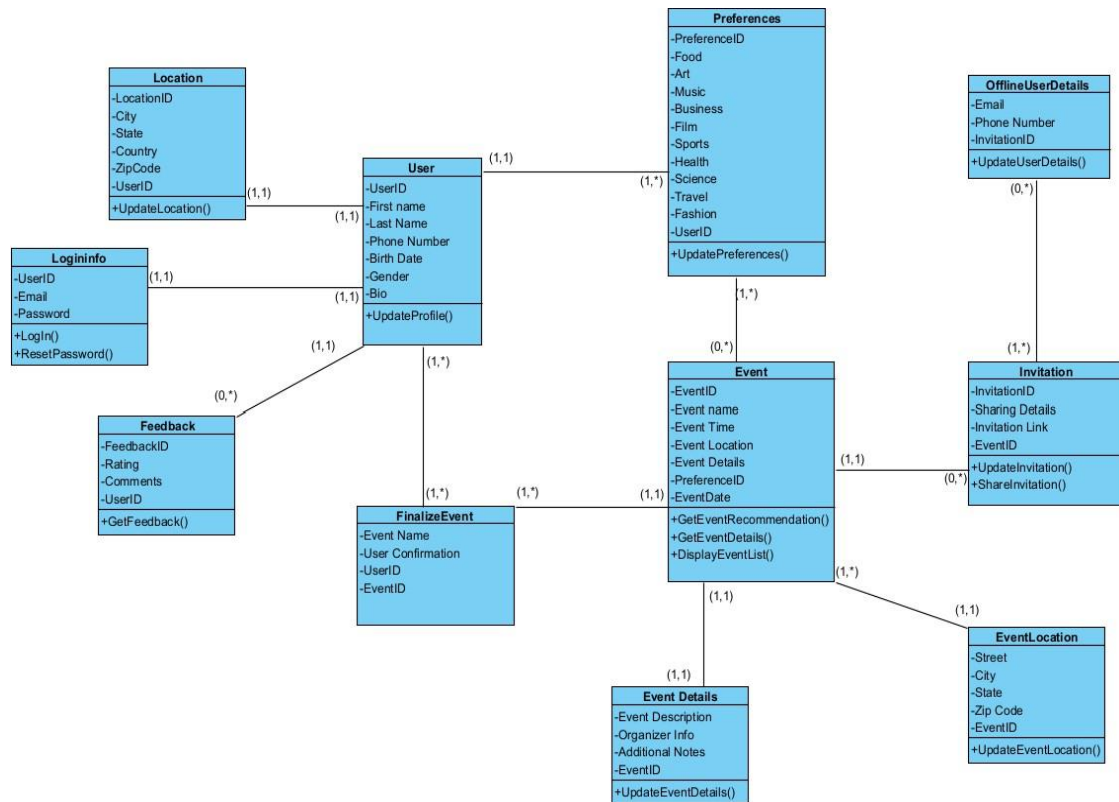 Preferences
-PreferenceID
-Food
-Art
-Music
-Business
-Film
-Sports
-Health
-Science
-Travel
-Fashion
-UserID
+UpdatePreferences()
Location
-LocationID
-City
-State
-Country
-ZipCode
-UserID
+UpdateLocation()
OfflineUserDetails
-Email
-Phone Number
-InvitationID
+UpdateUserDetails()
User
-UserID
-First name
-Last Name
-Phone Number
-Birth Date
-Gender
-Bio
+UpdateProfile()
(1,1)
(1,*)
(1,1)
(1,1)
(0,*)
Logininfo
-UserID
-Email
-Password
+LogIn()
+ResetPassword()
(1,1)
(1,1)
(1,*)
(1,1)
(1,*)
(0,*)
(1,*)
(0,*)
Feedback
-FeedbackID
-Rating
-Comments
-UserID
+GetFeedback()
Event
-EventID
-Event name
-Event Time
-Event Location
-Event Details
-PreferenceID
-EventDate
+GetEventRecommendation()
+GetEventDetails()
+DisplayEventList()
Invitation
-InvitationID
-Sharing Details
-Invitation Link
-EventID
+UpdateInvitation()
+ShareInvitation()
(1,1)
(0,*)
(1,*)
(1,*)
(1,1)
FinalizeEvent
-Event Name
-User Confirmation
-UserID
-EventID
(1,*)
(1,1)
(1,1)
(1,1)
EventLocation
-Street
-City
-State
-Zip Code
-EventID
+UpdateEventLocation()
Event Details
-Event Description
-Organizer Info
-Additional Notes
-EventID
+UpdateEventDetails()